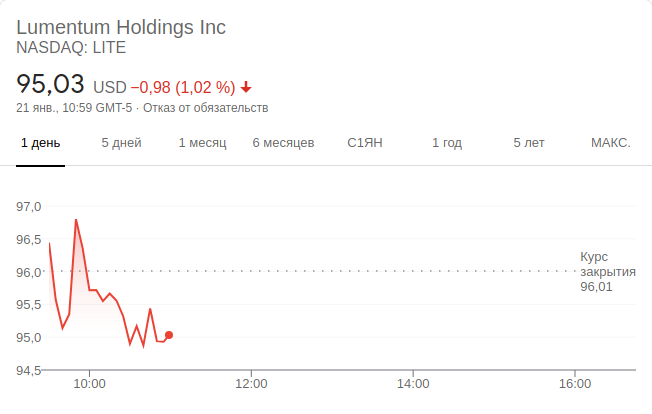 Lumentum Holdings Inc
NASDAQ: LITE
95,03 USD −0,98 (1,02 %) ↓
21 янв., 10:59 GMT-5 · Отказ от обязательств
1 день 5 дней 1 месяц 6 месяцев С1ЯН 1 год 5 лет МАКС.
97,0
96,5
Курс
96,0 закрытия
96,01
95,5
95,0
94,5
10:00 12:00 14:00 16:00